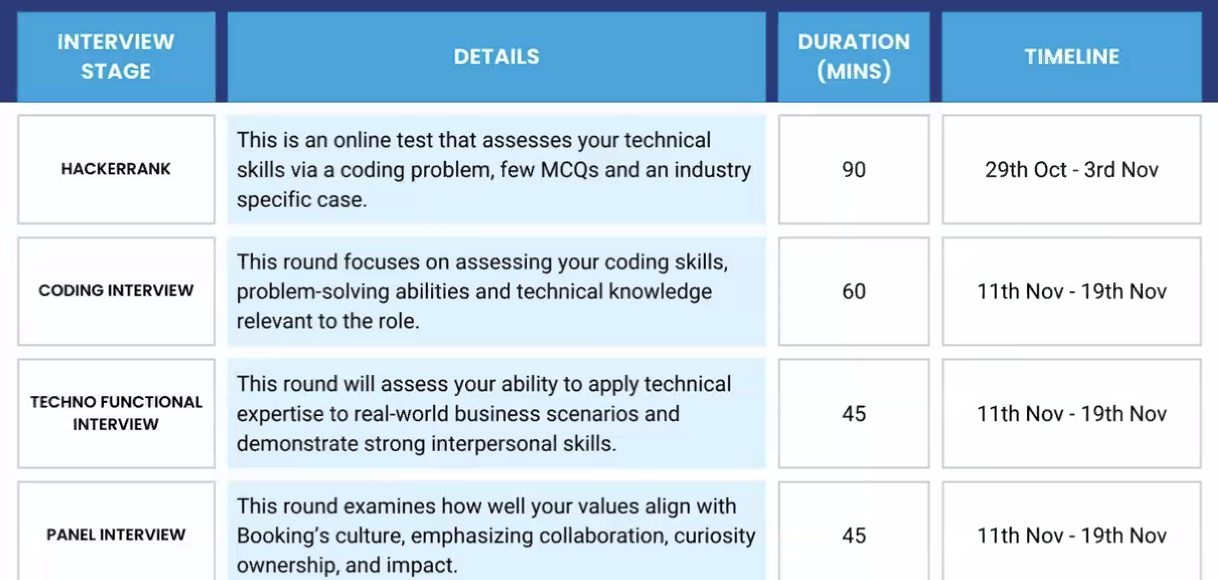 INTERVIEW
STAGE
DETAILS
DURATION
(MINS)
TIMELINE
HACKERRANK
This is an online test that assesses your technical
skills via a coding problem, few MCQs and an industry
specific case.
90
29th Oct - 3rd Nov
CODING INTERVIEW
This round focuses on assessing your coding skills,
problem-solving abilities and technical knowledge
relevant to the role.
60
11th Nov - 19th Nov
TECHNO FUNCTIONAL
INTERVIEW
This round will assess your ability to apply technical
expertise to real-world business scenarios and
demonstrate strong interpersonal skills.
45
11th Nov - 19th Nov
PANEL INTERVIEW
This round examines how well your values align with
Booking's culture, emphasizing collaboration, curiosity
ownership, and impact.
45
11th Nov - 19th Nov